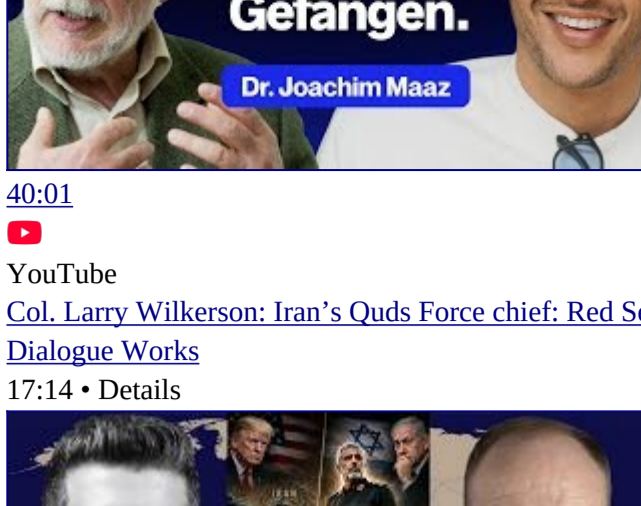 Gefangen.
Dr. Joachim Maaz
40:01
YouTube
Col. Larry Wilkerson: Iran’s Quds Force chief: Red
Dialogue Works
17:14 • Details